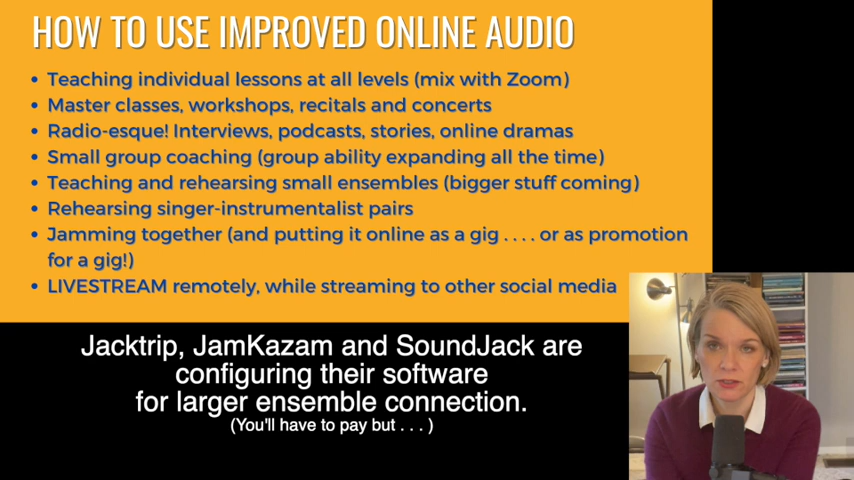 HOW TO USE IMPROVED ONLINE AUDIO
• Teaching individual lessons at all levels (mix with Zoom)
• Master classes, workshops, recitals and concerts
• Radio-esque! Interviews, podcasts, stories, online dramas
• Small group coaching (group ability expanding all the time)
• Teaching and rehearsing small ensembles (bigger stuff coming)
• Rehearsing singer-instrumentalist pairs
• Jamming together (and putting it online as a gig . . . . or as promotion
for a gig!)
• LIVESTREAM remotely, while streaming to other social media
Jacktrip, JamKazam and SoundJack are
configuring their software
for larger ensemble connection.
(You'll have to pay but . . . )